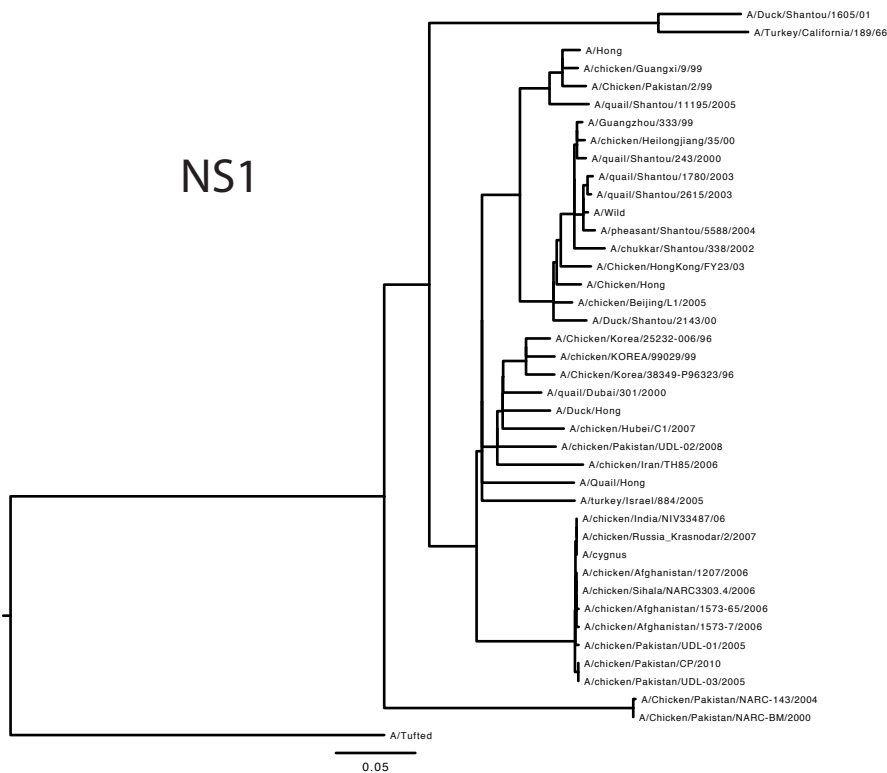 A/Duck/Shantou/1605/01
A/Turkey/California/189/66
A/Hong
A/chicken/Guangxi/9/99
A/Chicken/Pakistan/2/99
A/quail/Shantou/11195/2005
A/Guangzhou/333/99
A/chicken/Heilongjiang/35/00
A/quail/Shantou/243/2000
NS1
A/quail/Shantou/1780/2003
A/quail/Shantou/2615/2003
A/Wild
A/pheasant/Shantou/5588/2004
A/chukkar/Shantou/338/2002
A/Chicken/HongKong/FY23/03
A/Chicken/Hong
A/chicken/Beijing/L1/2005
A/Duck/Shantou/2143/00
A/Chicken/Korea/25232-006/96
A/chicken/KOREA/99029/99
A/Chicken/Korea/38349-P96323/96
A/quail/Dubai/301/2000
A/Duck/Hong
A/chicken/Hubei/C1/2007
A/chicken/Pakistan/UDL-02/2008
A/chicken/Iran/TH85/2006
A/Quail/Hong
A/turkey/Israel/884/2005
A/chicken/India/NIV33487/06
A/chicken/Russia_Krasnodar/2/2007
A/cygnus
A/chicken/Afghanistan/1207/2006
A/chicken/Sihala/NARC3303.4/2006
A/chicken/Afghanistan/1573-65/2006
A/chicken/Afghanistan/1573-7/2006
A/chicken/Pakistan/UDL-01/2005
A/chicken/Pakistan/CP/2010
A/chicken/Pakistan/UDL-03/2005
A/Chicken/Pakistan/NARC-143/2004
A/Chicken/Pakistan/NARC-BM/2000
A/Tufted
0.05